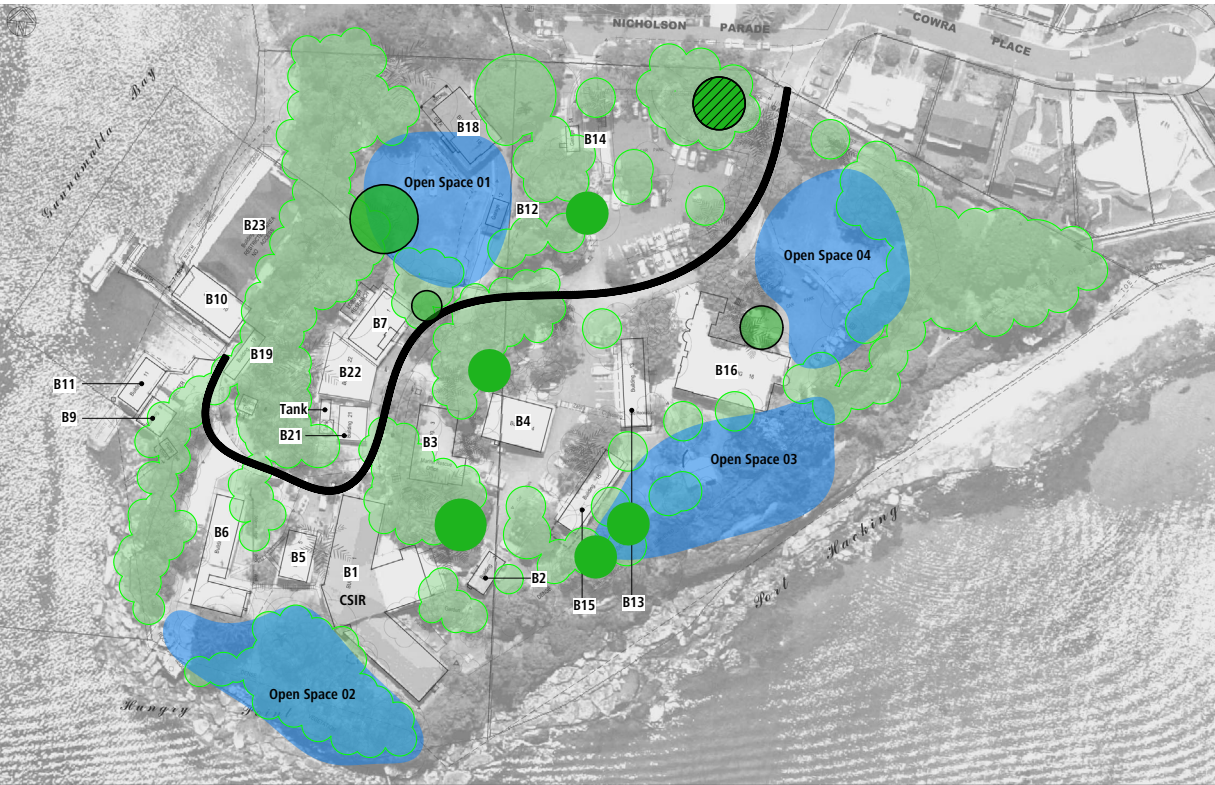 NICHOLSON PARADE
COWRA PLACE
Gunnamatta Bay
B18
B14
Open Space 01
B12
B23
Open Space 04
B10
B7
B19
B11
B22
B16
B9
Tank
B21
B3
B4
Open Space 03
B6
B5
B1
CSIR
B2
B15
B13
Port Hacking
Open Space 02
Hungry Point